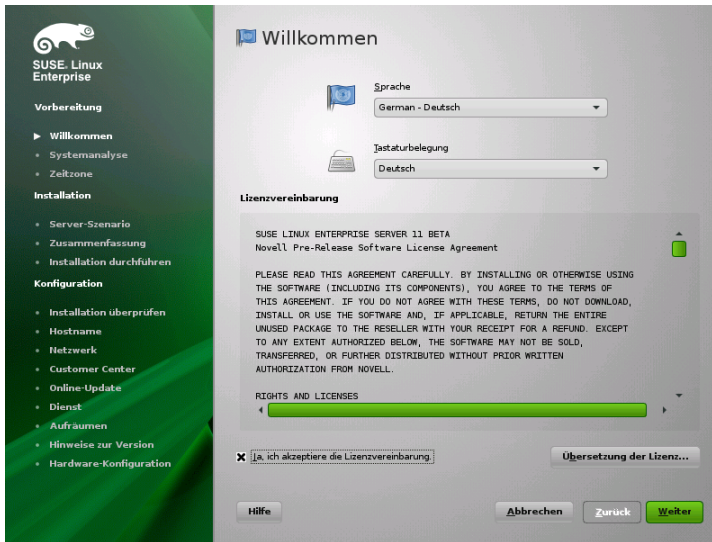 SUSE. Linux
Enterprise
Vorbereitung
Willkommen
Systemanalyse
Zeitzone
Installation
Server-Szenario
Zusammenfassung
Installation durchführen
Konfiguration
Installation überprüfen
Hostname
Netzwerk
Customer Center
Online-Update
Dienst
Aufräumen
Hinweise zur Version
Hardware-Konfiguration
Willkommen
Sprache
German - Deutsch
Tastaturbelegung
Deutsch
Lizenzvereinbarung
SUSE LINUX ENTERPRISE SERVER 11 BETA
Novell Pre-Release Software License Agreement
PLEASE READ THIS AGREEMENT CAREFULLY. BY INSTALLING OR OTHERWISE USING
THE SOFTWARE (INCLUDING ITS COMPONENTS), YOU AGREE TO THE TERMS OF
THIS AGREEMENT. IF YOU DO NOT AGREE WITH THESE TERMS, DO NOT DOWNLOAD,
INSTALL OR USE THE SOFTWARE AND, IF APPLICABLE, RETURN THE ENTIRE
UNUSED PACKAGE TO THE RESELLER WITH YOUR RECEIPT FOR A REFUND. EXCEPT
TO ANY EXTENT AUTHORIZED BELOW, THE SOFTWARE MAY NOT BE SOLD,
TRANSFERRED, OR FURTHER DISTRIBUTED WITHOUT PRIOR WRITTEN
AUTHORIZATION FROM NOVELL.
RIGHTS AND LICENSES
Ja, ich akzeptiere die Lizenzvereinbarung.
Übersetzung der Lizenz...
Hilfe
Abbrechen
Zurück
Weiter